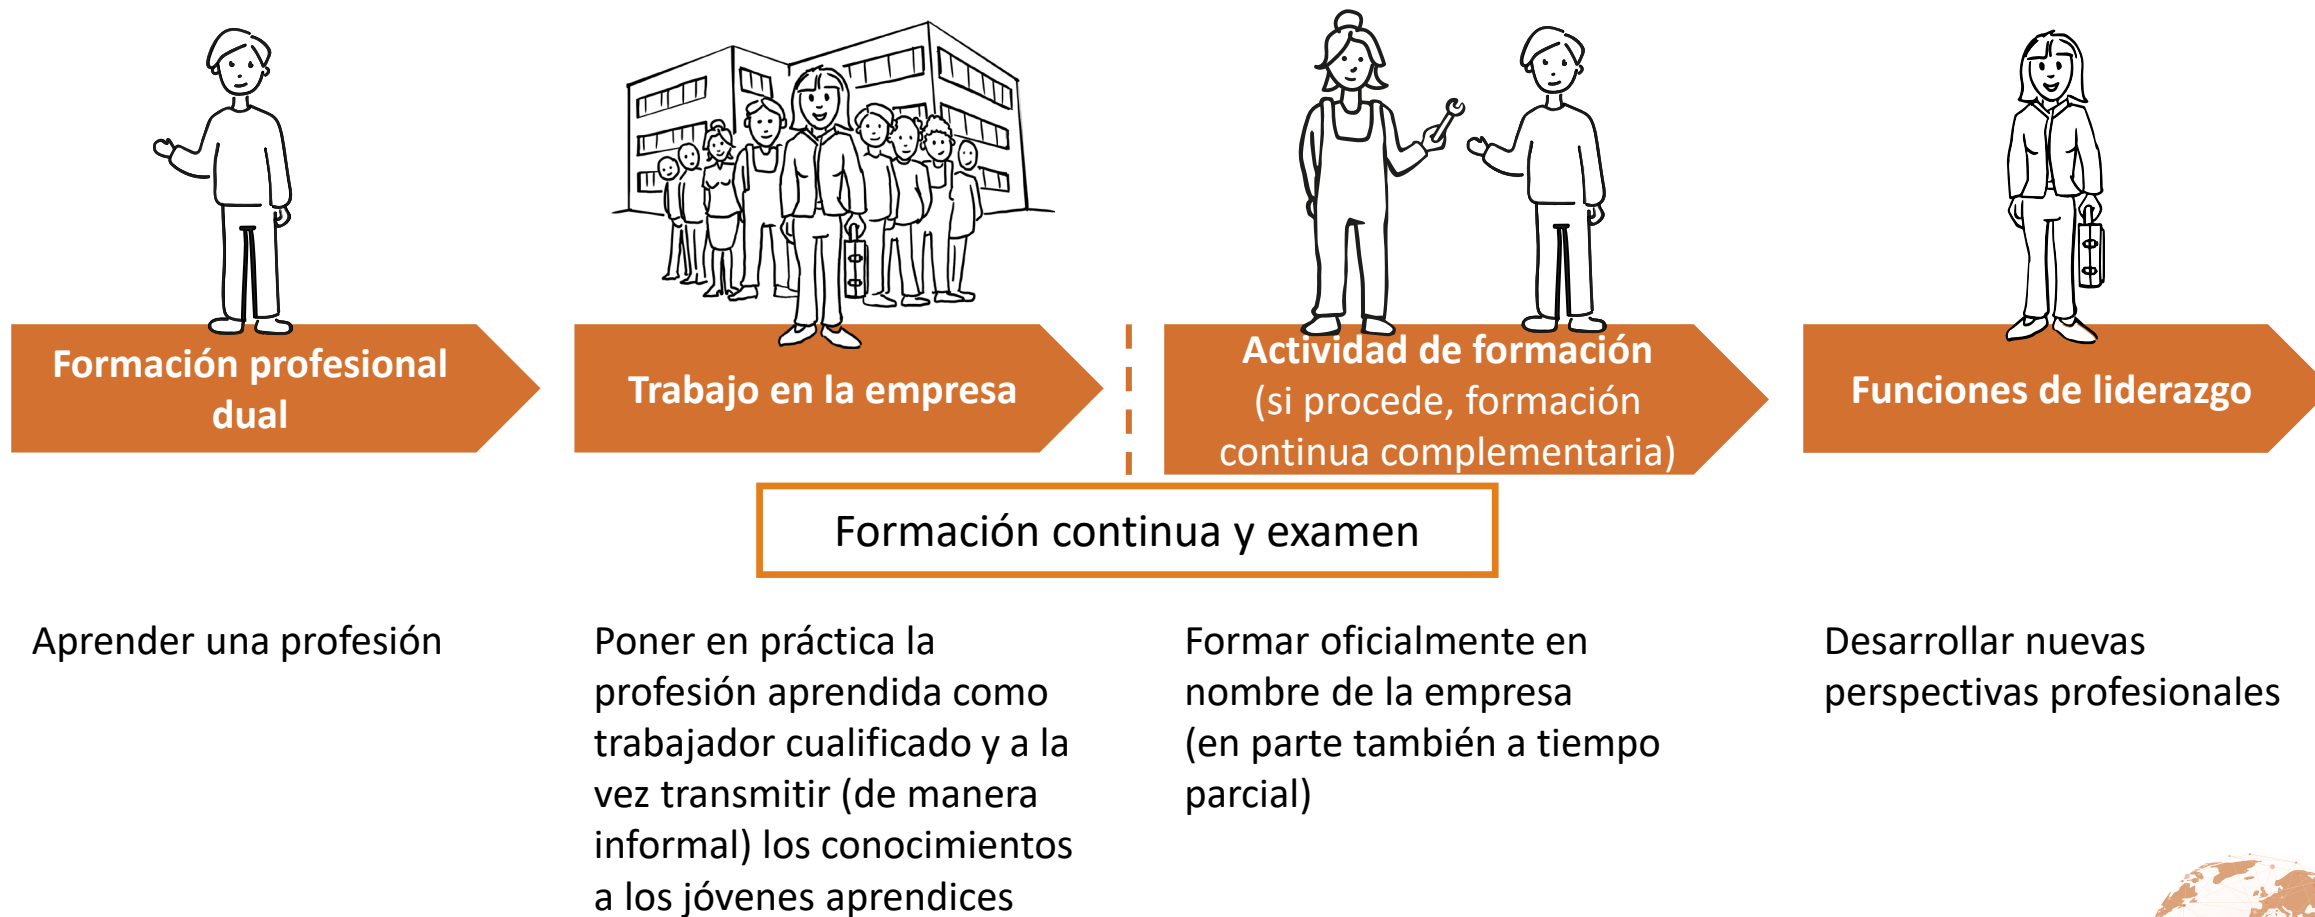 Formación profesional
dual
Trabajo en la empresa
Actividad de formación
(si procede, formación
continua complementaria)
Funciones de liderazgo
Formación continua y examen
Aprender una profesión
Poner en práctica la
profesión aprendida como
trabajador cualificado y a la
vez transmitir (de manera
informal) los conocimientos
a los jóvenes aprendices
Formar oficialmente en
nombre de la empresa
(en parte también a tiempo
parcial)
Desarrollar nuevas
perspectivas profesionales